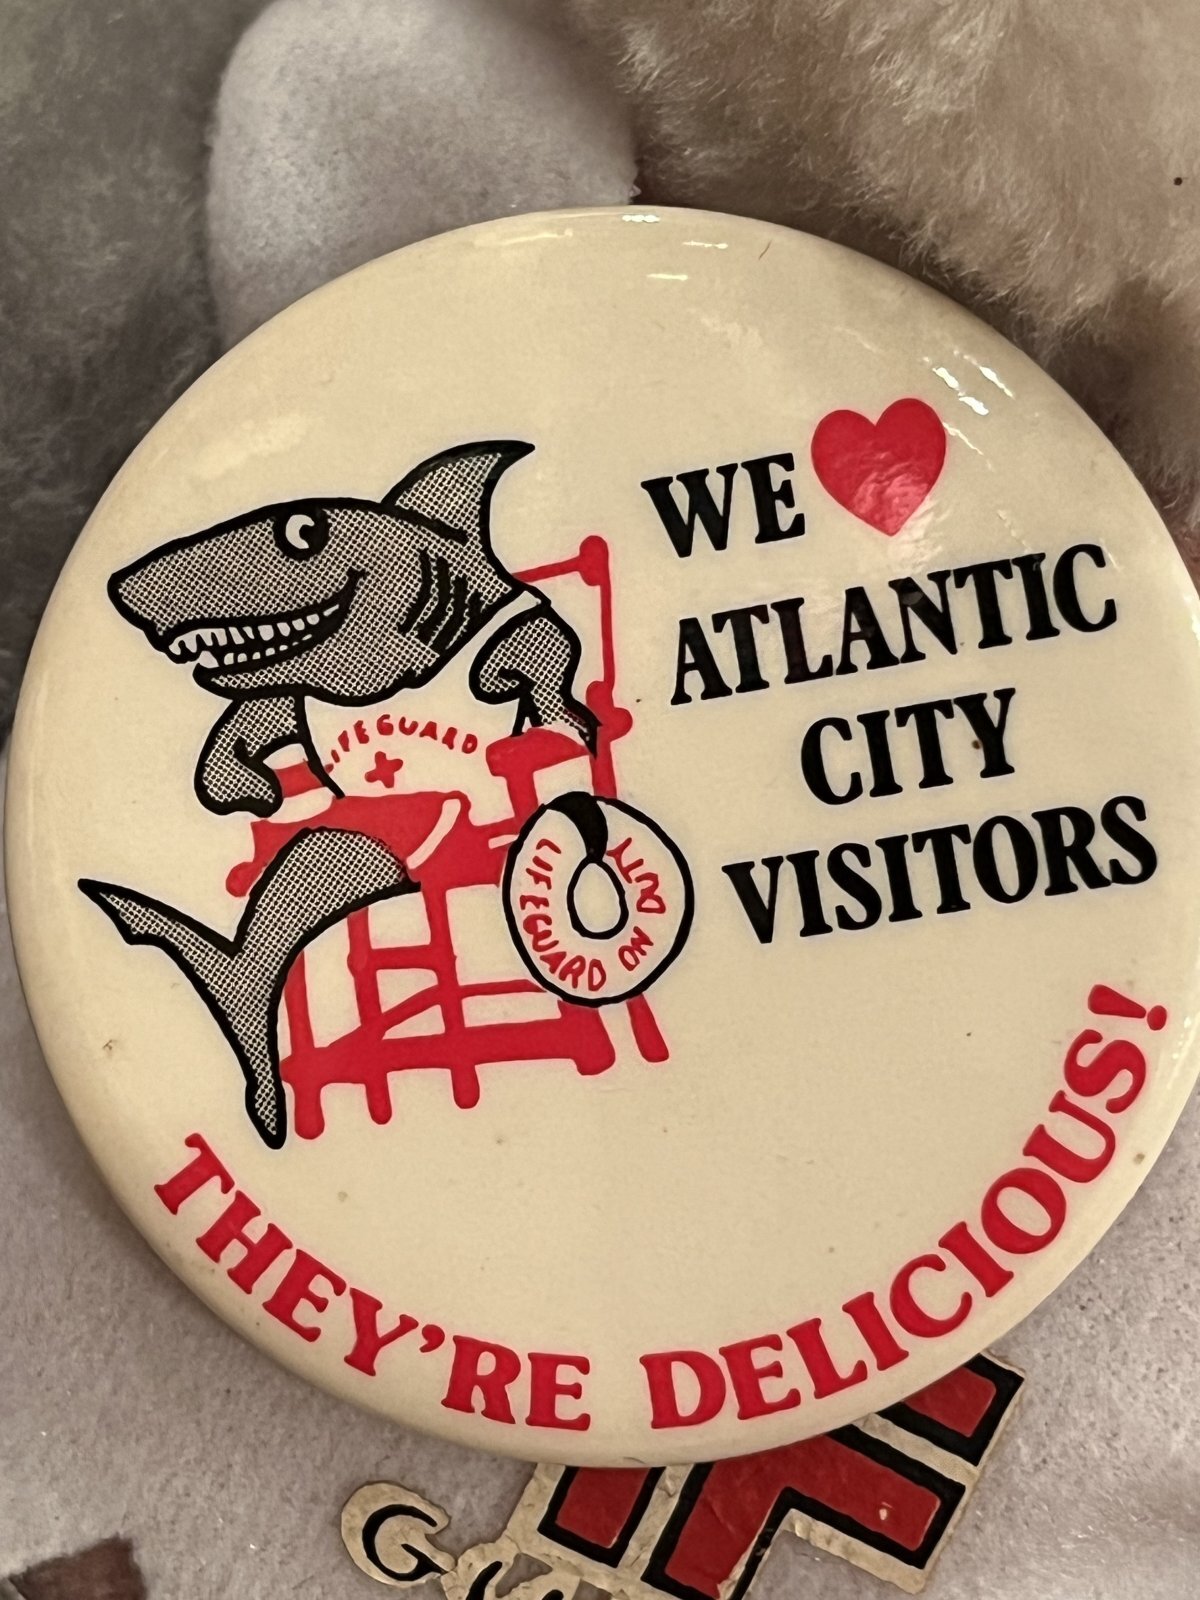 WE ❤
ATLANTIC
CITY
VISITORS
LIFEGUARD
LIFEGUARD ON DUTY
THEY'RE DELICIOUS!